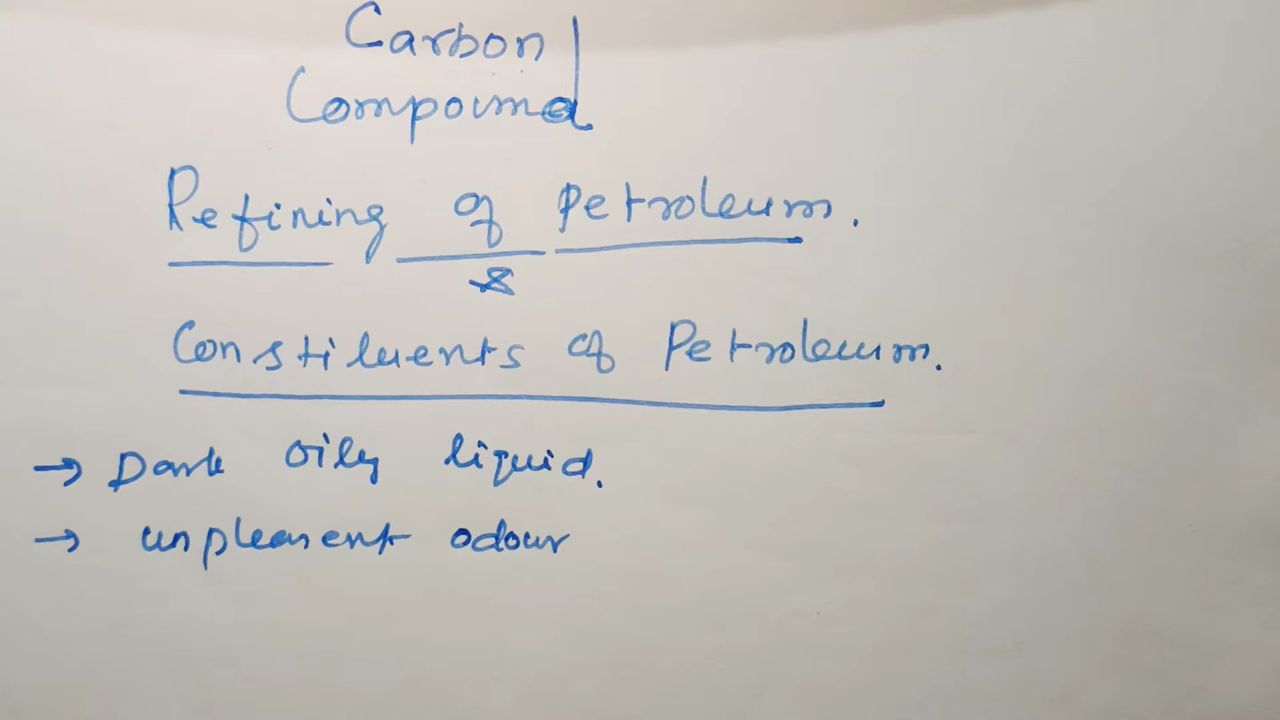 Carbon
Compound
Refining of Petroleum.
&
Constituents of Petroleum.
→ Dark oily liquid.
→ unpleasent odour